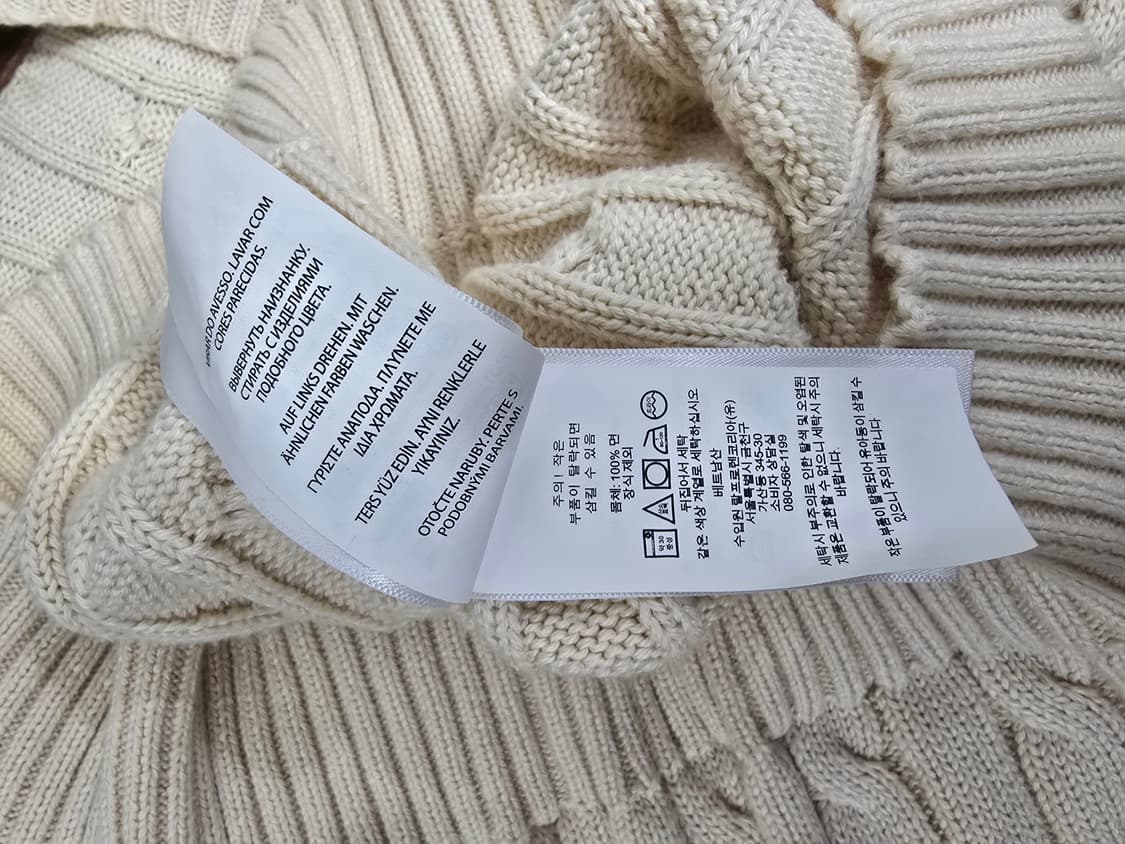 VIRAR DO AVESSO. LAVAR COM
CORES PARECIDAS.
ВЫВЕРНУТЬ НАИЗНАНКУ.
СТИРАТЬ С ИЗДЕЛИЯМИ
ПОДОБНОГО ЦВЕТА.
AUF LINKS DREHEN. MIT
ÄHNLICHEN FARBEN WASCHEN.
ΓΥΡΙΣΤΕ ΑΝΑΠΟΔΑ. ΠΛΥΝΕΤΕ ΜΕ
ΙΔΙΑ ΧΡΩΜΑΤΑ.
TERS YÜZ EDIN. AYNI RENKLERLE
YIKAYINIZ.
OTOČTE NARUBY. PERTE S
PODOBNÝMI BARVAMI.
주의 작은
부품이 탈락되면
삼킬 수 있음
몸체: 100% 면
장식 제외
약 30
중성
뒤집어서 세탁
같은 색상 계열로 세탁하십시오
베트남산
수입원 랄프로렌코리아(유)
서울특별시 금천구
가산동 345-30
소비자 상담실
080-566-1199
세탁시 부주의로 인한 탈색 및 오염된
제품은 교환할 수 없으니 세탁시 주의
바랍니다.
작은 부품이 탈락되어 유아동이 삼킬수
있으니 주의 바랍니다